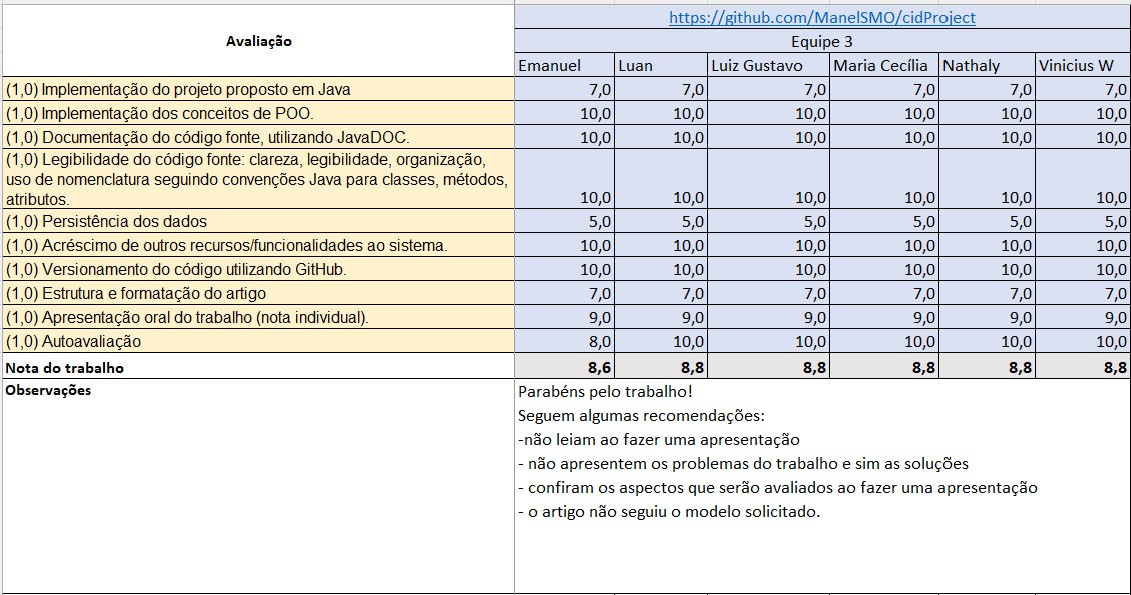 https://github.com/ManelSMO/cidProject
Avaliação
Equipe 3
Emanuel Luan Luiz Gustavo Maria Cecília Nathaly Vinicius W
(1,0) Implementação do projeto proposto em Java 7,0 7,0 7,0 7,0 7,0 7,0
(1,0) Implementação dos conceitos de POO. 10,0 10,0 10,0 10,0 10,0 10,0
(1,0) Documentação do código fonte, utilizando JavaDOC. 10,0 10,0 10,0 10,0 10,0 10,0
(1,0) Legibilidade do código fonte: clareza, legibilidade, organização,
uso de nomenclatura seguindo convenções Java para classes, métodos,
atributos. 10,0 10,0 10,0 10,0 10,0 10,0
(1,0) Persistência dos dados 5,0 5,0 5,0 5,0 5,0 5,0
(1,0) Acréscimo de outros recursos/funcionalidades ao sistema. 10,0 10,0 10,0 10,0 10,0 10,0
(1,0) Versionamento do código utilizando GitHub. 10,0 10,0 10,0 10,0 10,0 10,0
(1,0) Estrutura e formatação do artigo 7,0 7,0 7,0 7,0 7,0 7,0
(1,0) Apresentação oral do trabalho (nota individual). 9,0 9,0 9,0 9,0 9,0 9,0
(1,0) Autoavaliação 8,0 10,0 10,0 10,0 10,0 10,0
Nota do trabalho 8,6 8,8 8,8 8,8 8,8 8,8
Observações
Parabéns pelo trabalho!
Seguem algumas recomendações:
-não leiam ao fazer uma apresentação
- não apresentem os problemas do trabalho e sim as soluções
- confiram os aspectos que serão avaliados ao fazer uma apresentação
- o artigo não seguiu o modelo solicitado.